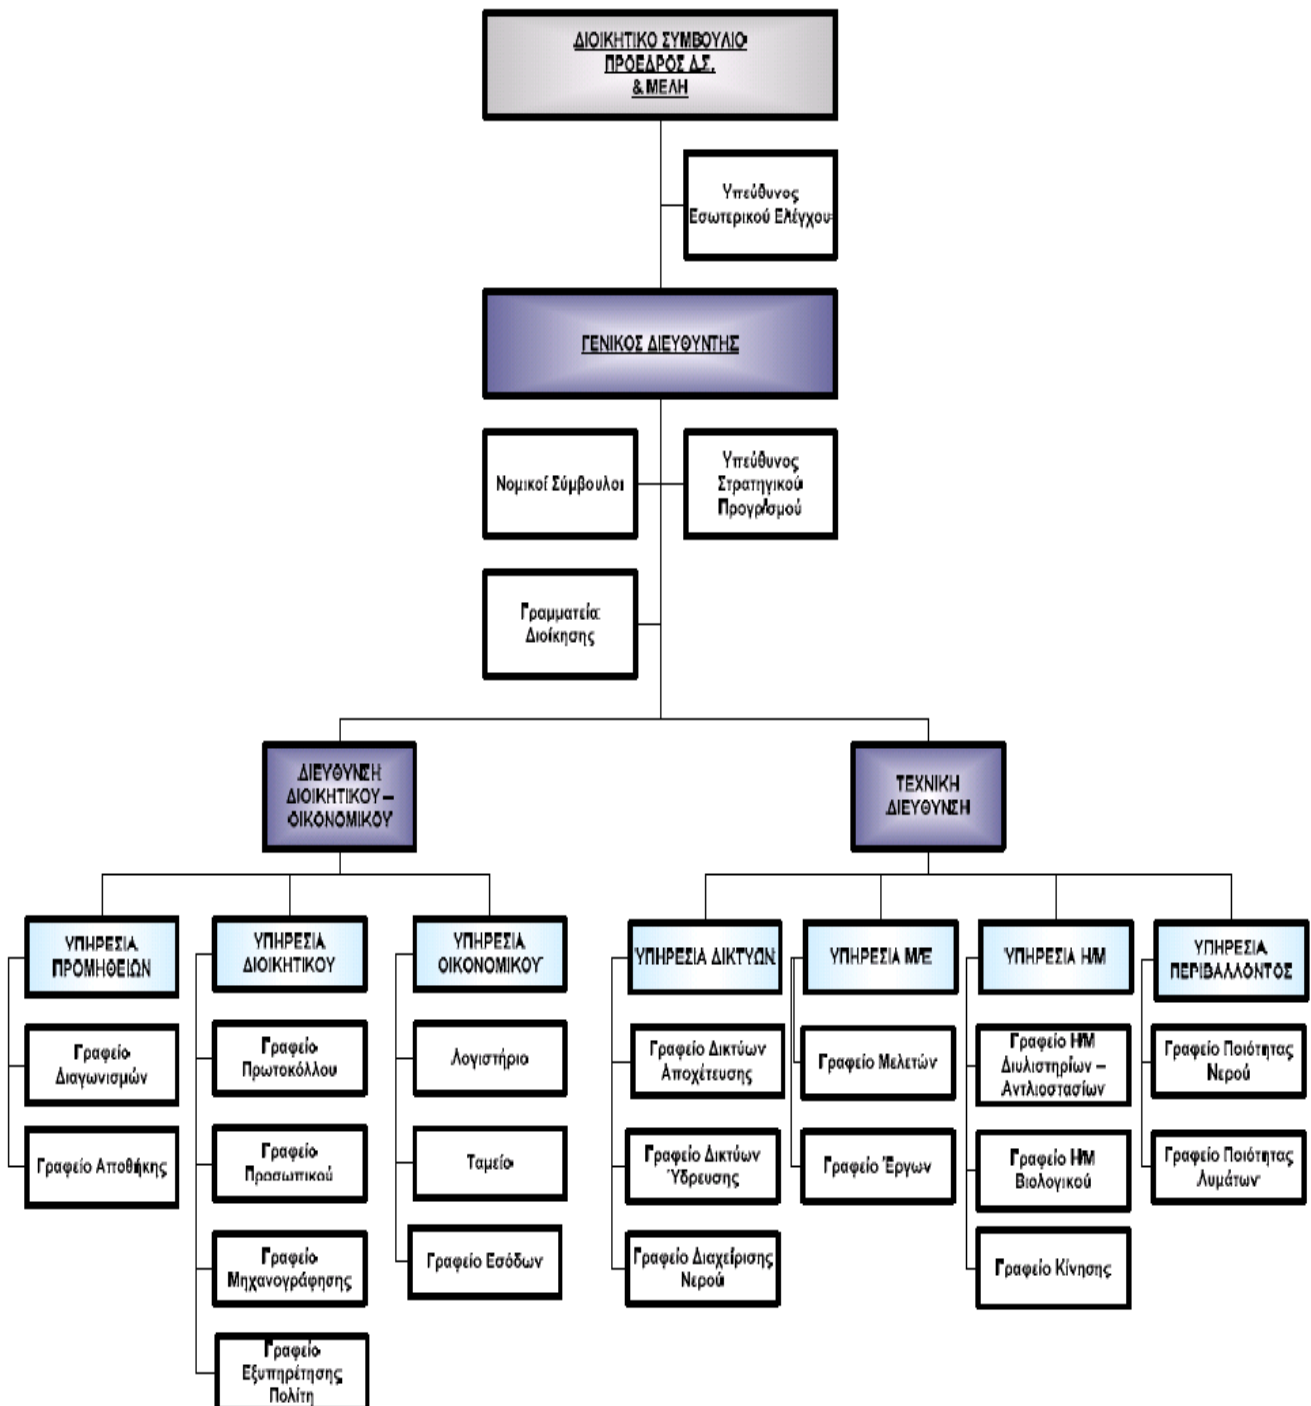 ΔΙΟΙΚΗΤΙΚΟ ΣΥΜΒΟΥΛΙΟ
ΠΡΟΕΔΡΟΣ Δ.Σ.
& ΜΕΛΗ
Υπεύθυνος
Εσωτερικού Ελέγχου
ΓΕΝΙΚΟΣ ΔΙΕΥΘΥΝΤΗΣ
Νομικοί Σύμβουλοι
Υπεύθυνος
Στρατηγικού
Προγρ/σμού
Γραμματεία
Διοίκησης
ΔΙΕΥΘΥΝΣΗ
ΔΙΟΙΚΗΤΙΚΟΥ –
ΟΙΚΟΝΟΜΙΚΟΥ
ΤΕΧΝΙΚΗ
ΔΙΕΥΘΥΝΣΗ
ΥΠΗΡΕΣΙΑ
ΠΡΟΜΗΘΕΙΩΝ
Γραφείο
Διαγωνισμών
Γραφείο Αποθήκης
ΥΠΗΡΕΣΙΑ
ΔΙΟΙΚΗΤΙΚΟΥ
Γραφείο
Πρωτοκόλλου
Γραφείο
Προσωπικού
Γραφείο
Μηχανογράφησης
Γραφείο
Εξυπηρέτησης
Πολίτη
ΥΠΗΡΕΣΙΑ
ΟΙΚΟΝΟΜΙΚΟΥ
Λογιστήριο
Ταμείο
Γραφείο Εσόδων
ΥΠΗΡΕΣΙΑ ΔΙΚΤΥΩΝ
Γραφείο Δικτύων
Αποχέτευσης
Γραφείο Δικτύων
Ύδρευσης
Γραφείο Διαχείρισης
Νερού
ΥΠΗΡΕΣΙΑ Μ/Ε
Γραφείο Μελετών
Γραφείο Έργων
ΥΠΗΡΕΣΙΑ Η/Μ
Γραφείο Η/Μ
Διυλιστηρίων –
Αντλιοστασίων
Γραφείο Η/Μ
Βιολογικού
Γραφείο Κίνησης
ΥΠΗΡΕΣΙΑ
ΠΕΡΙΒΑΛΛΟΝΤΟΣ
Γραφείο Ποιότητας
Νερού
Γραφείο Ποιότητας
Λυμάτων